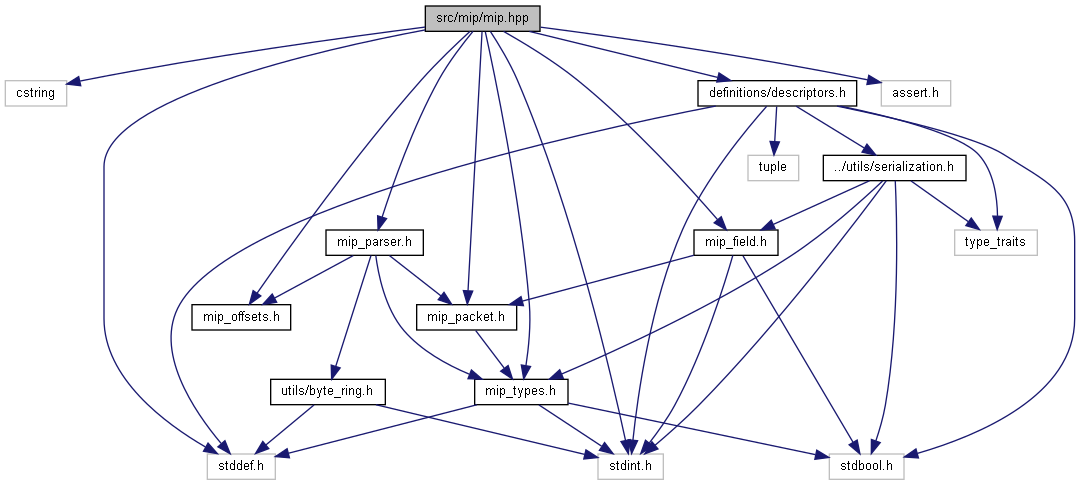 src/mip/mip.hpp
cstring
definitions/descriptors.h
assert.h
tuple
../utils/serialization.h
mip_parser.h
mip_field.h
type_traits
mip_offsets.h
mip_packet.h
utils/byte_ring.h
mip_types.h
stddef.h
stdint.h
stdbool.h